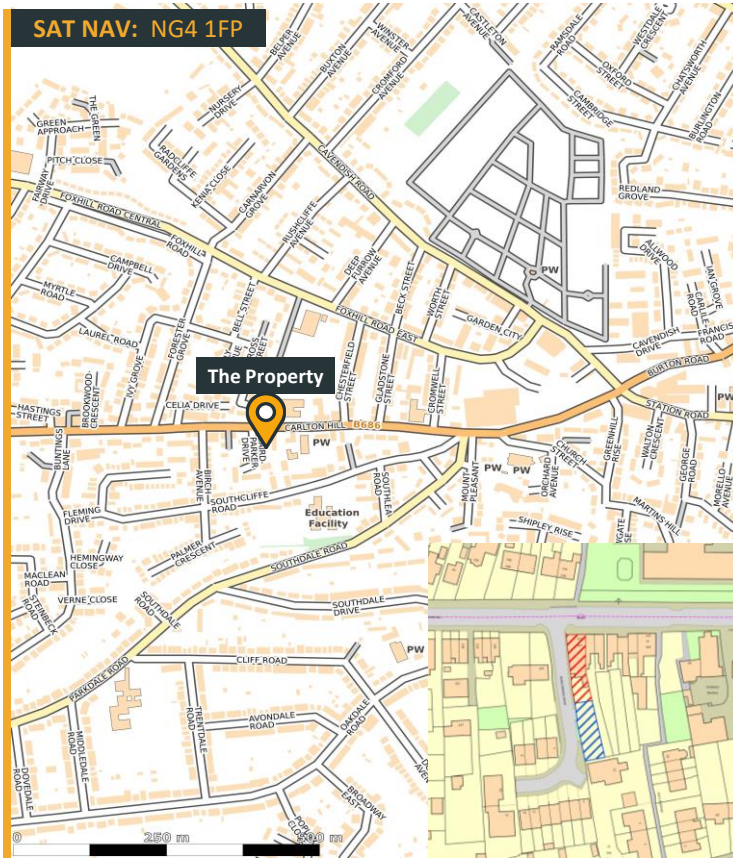 SAT NAV: NG4 1FP
BELPER
AVENUE
BUXTON
AVENUE
WINSTER
AVENUE
CROMFORD
AVENUE
CASTLETON
AVENUE
RAMSDALE
ROAD
OXFORD
STREET
WESTDALE
CRESCENT
CHATSWORTH
AVENUE
CAMBRIDGE
STREET
BURLINGTON
ROAD
NURSERY
DRIVE
THE GREEN
GREEN
APPROACH
PITCH CLOSE
RADCLIFFE
GARDENS
KENIA CLOSE
FAIRWAY
DRIVE
CARNARVON
GROVE
CAVENDISH ROAD
REDLAND
GROVE
FOXHILL ROAD CENTRAL
FOXHILL
ROAD
RUSHCLIFFE
AVENUE
DEEP
FURROW
AVENUE
BECK STREET
WORTH
STREET
PW
ALLWOOD
DRIVE
IAN GROVE
CARLILE
ROAD
CAMPBELL
DRIVE
MYRTLE
ROAD
LAUREL ROAD
FORESTER
GROVE
BELL STREET
FOXHILL ROAD EAST
GARDEN CITY
CAVENDISH
DRIVE
FRANCIS
ROAD
IVY GROVE
STREET
CHESTERFIELD
STREET
GLADSTONE
STREET
CROMWELL
STREET
BURTON ROAD
The Property
BROOKWOOD
CRESCENT
CELIA DRIVE
HASTINGS
STREET
CARLTON HILL
B686
STATION ROAD
PW
BUNTINGS
LANE
PARKER
DRIVE
PW
BIRCH
AVENUE
SOUTHCLIFFE
ROAD
MOUNT
PLEASANT
PW
PW
CHURCH
STREET
ORCHARD
AVENUE
GREENHILL
RISE
WALTON
CRESCENT
GEORGE
ROAD
MORELLO
AVENUE
FLEMING
DRIVE
Education
Facility
MARTINS HILL
SHIPLEY RISE
PALMER
CRESCENT
HEMINGWAY
CLOSE
SOUTHDALE ROAD
MACLEAN
ROAD
STEINBECK
ROAD
VERNE CLOSE
SOUTHDALE
ROAD
SOUTHDALE
DRIVE
PW
PARKDALE ROAD
CLIFF ROAD
TRENTDALE
ROAD
AVONDALE
ROAD
OAKDALE
ROAD
MIDDLEDALE
ROAD
DOVEDALE
ROAD
BROADWAY
EAST
CLOSE
0
250 m
500 m